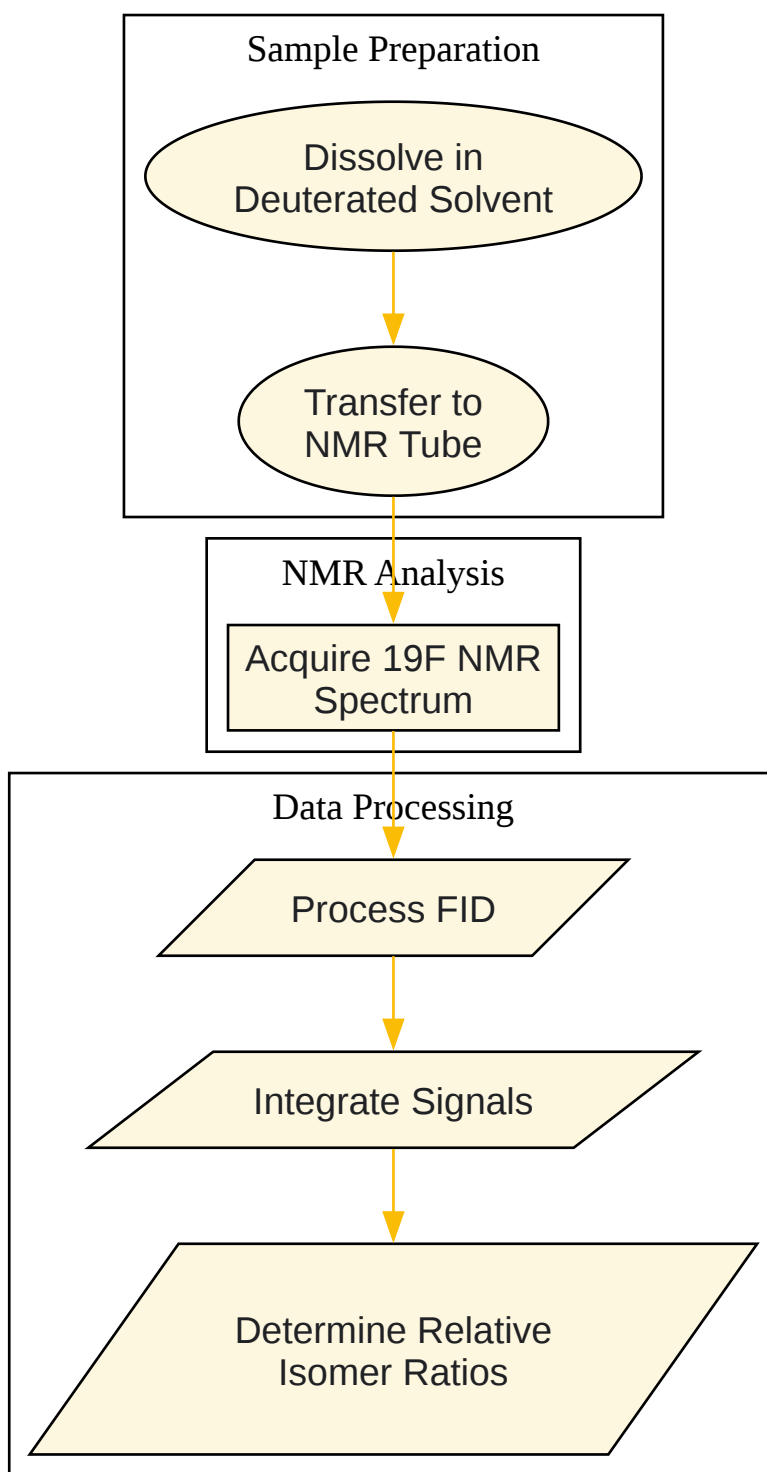 Sample Preparation
Dissolve in
Deuterated Solvent
Transfer to
NMR Tube
NMR Analysis
Acquire 19F NMR
Spectrum
Data Processing
Process FID
Integrate Signals
Determine Relative
Isomer Ratios